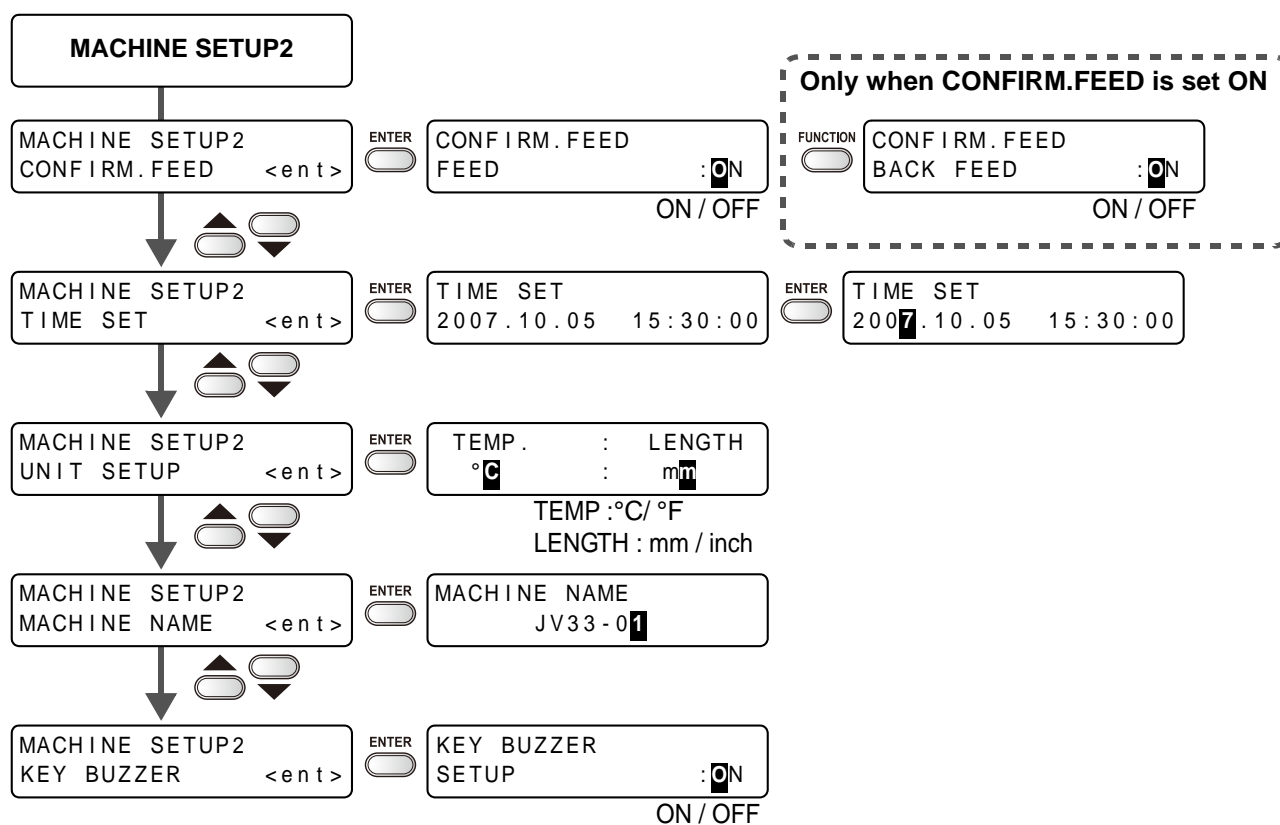 MACHINE SETUP2
Only when CONFIRM.FEED is set ON
MACHINE SETUP2
CONFIRM.FEED <ent>
ENTER
CONFIRM.FEED
FEED :ON
ON / OFF
FUNCTION
CONFIRM.FEED
BACK FEED :ON
ON / OFF
MACHINE SETUP2
TIME SET <ent>
ENTER
TIME SET
2007.10.05 15:30:00
ENTER
TIME SET
2007.10.05 15:30:00
MACHINE SETUP2
UNIT SETUP <ent>
ENTER
TEMP. : LENGTH
°C : mm
TEMP :°C/ °F
LENGTH : mm / inch
MACHINE SETUP2
MACHINE NAME <ent>
ENTER
MACHINE NAME
JV33-01
MACHINE SETUP2
KEY BUZZER <ent>
ENTER
KEY BUZZER
SETUP :ON
ON / OFF